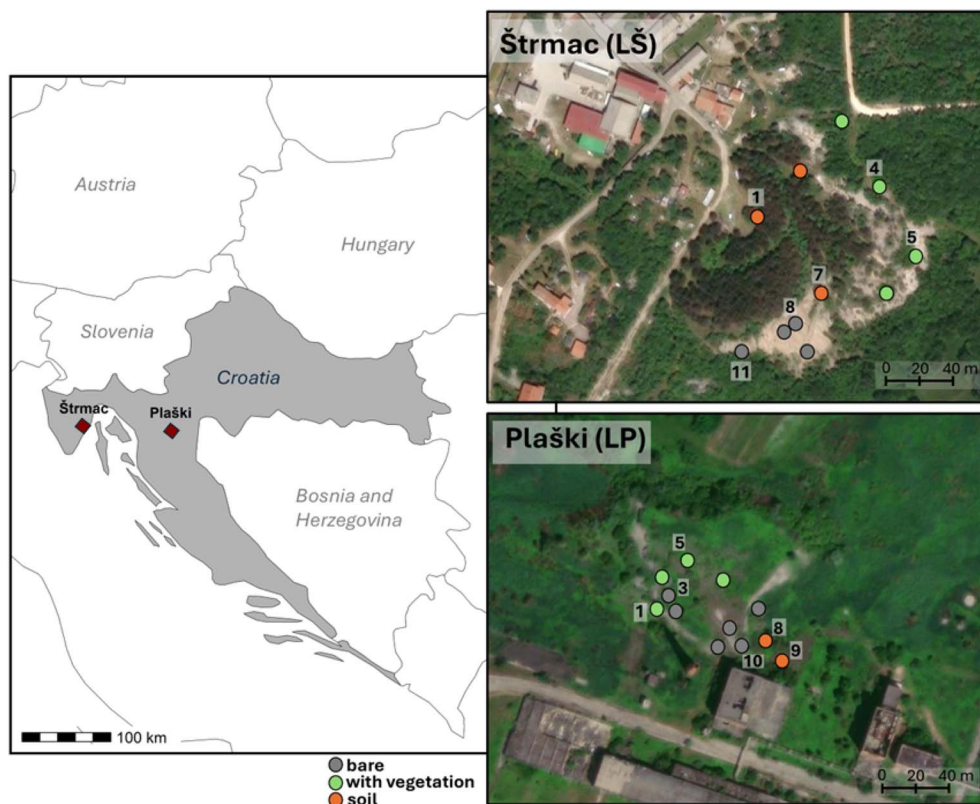 Austria
Hungary
Slovenia
Croatia
Štrmac
Plaški
Bosnia and
Herzegovina
100 km
bare
with vegetation
soil
Štrmac (LŠ)
4
1
5
7
8
11
0 20 40 m
Plaški (LP)
5
3
1
8
9
10
0 20 40 m